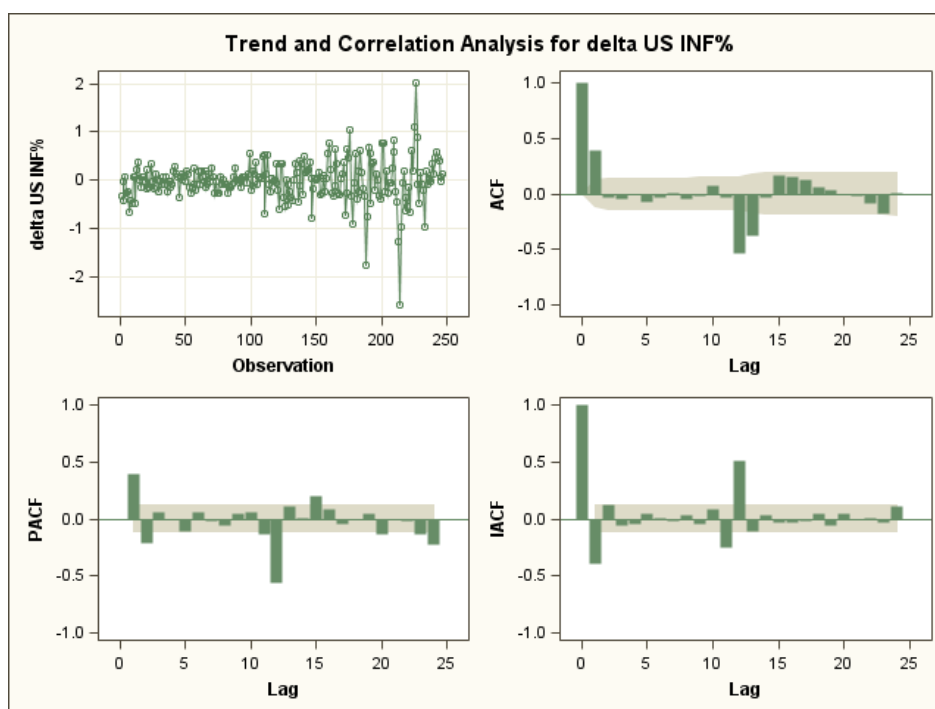 Trend and Correlation Analysis for delta US INF%
delta US INF%
2
1
0
-1
-2
0 50 100 150 200 250
Observation
ACF
1.0
0.5
0.0
-0.5
-1.0
0 5 10 15 20 25
Lag
PACF
1.0
0.5
0.0
-0.5
-1.0
0 5 10 15 20 25
Lag
IACF
1.0
0.5
0.0
-0.5
-1.0
0 5 10 15 20 25
Lag